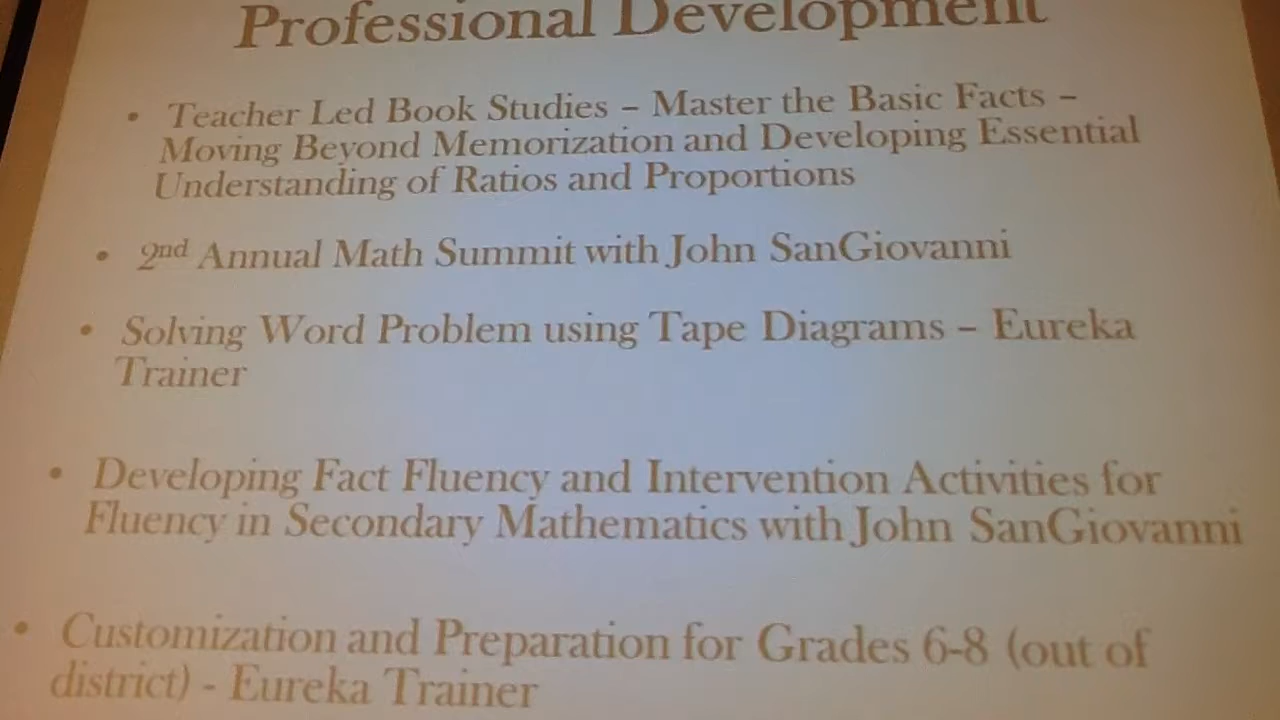 Professional Development
• Teacher Led Book Studies – Master the Basic Facts –
Moving Beyond Memorization and Developing Essential
Understanding of Ratios and Proportions
• 2nd Annual Math Summit with John SanGiovanni
• Solving Word Problem using Tape Diagrams – Eureka
Trainer
• Developing Fact Fluency and Intervention Activities for
Fluency in Secondary Mathematics with John SanGiovanni
• Customization and Preparation for Grades 6-8 (out of
district) - Eureka Trainer